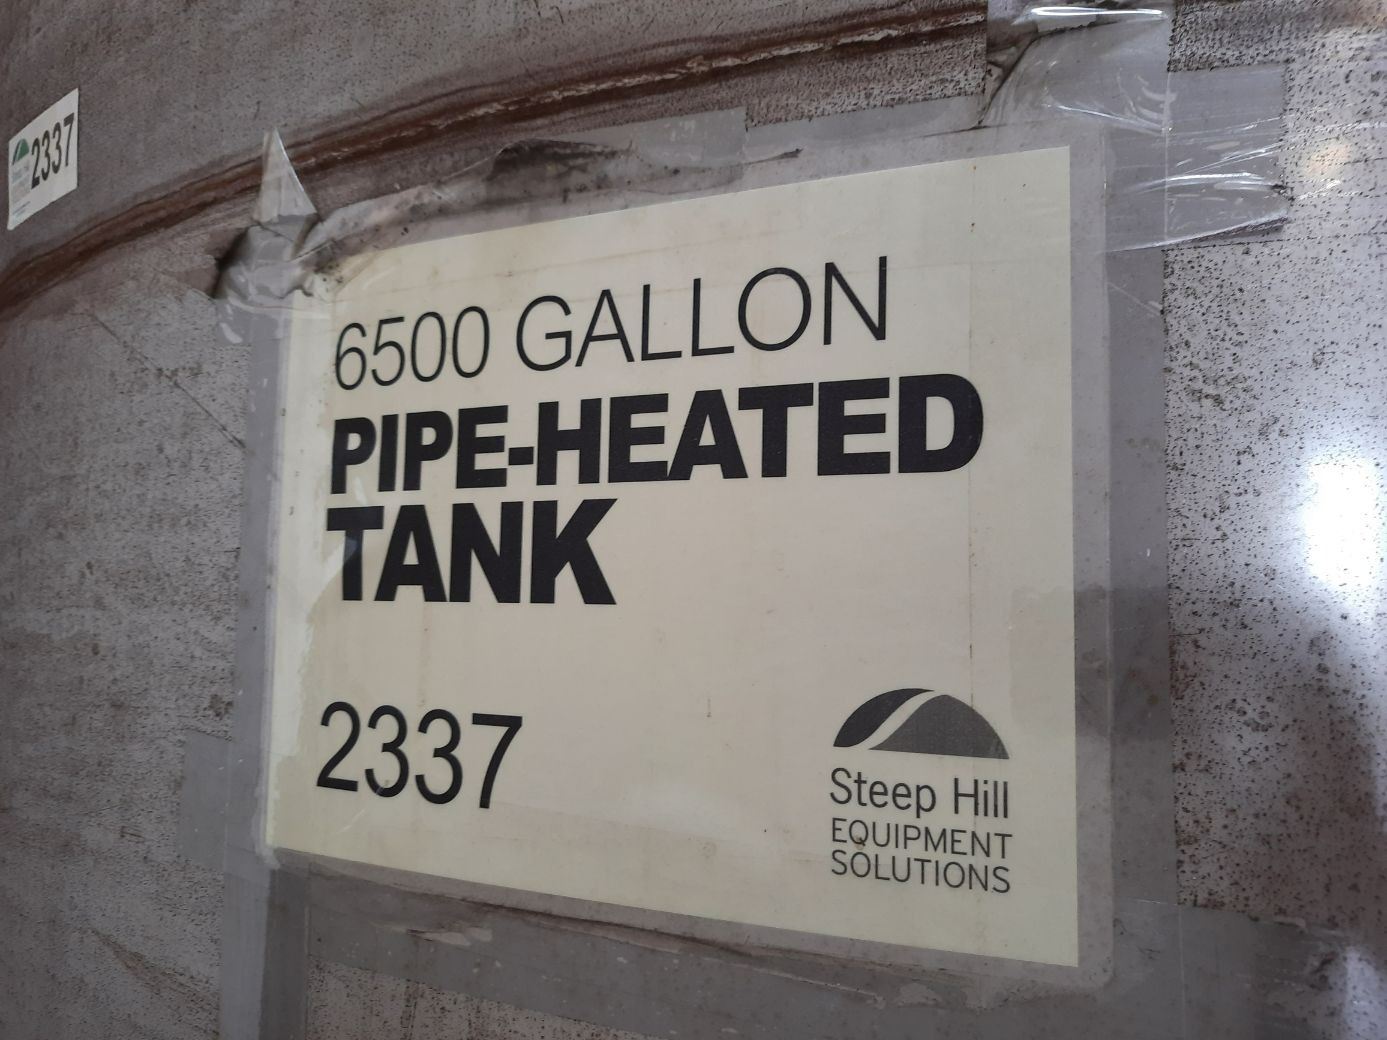 2337
6500 GALLON
PIPE-HEATED
TANK
2337
Steep Hill
EQUIPMENT
SOLUTIONS